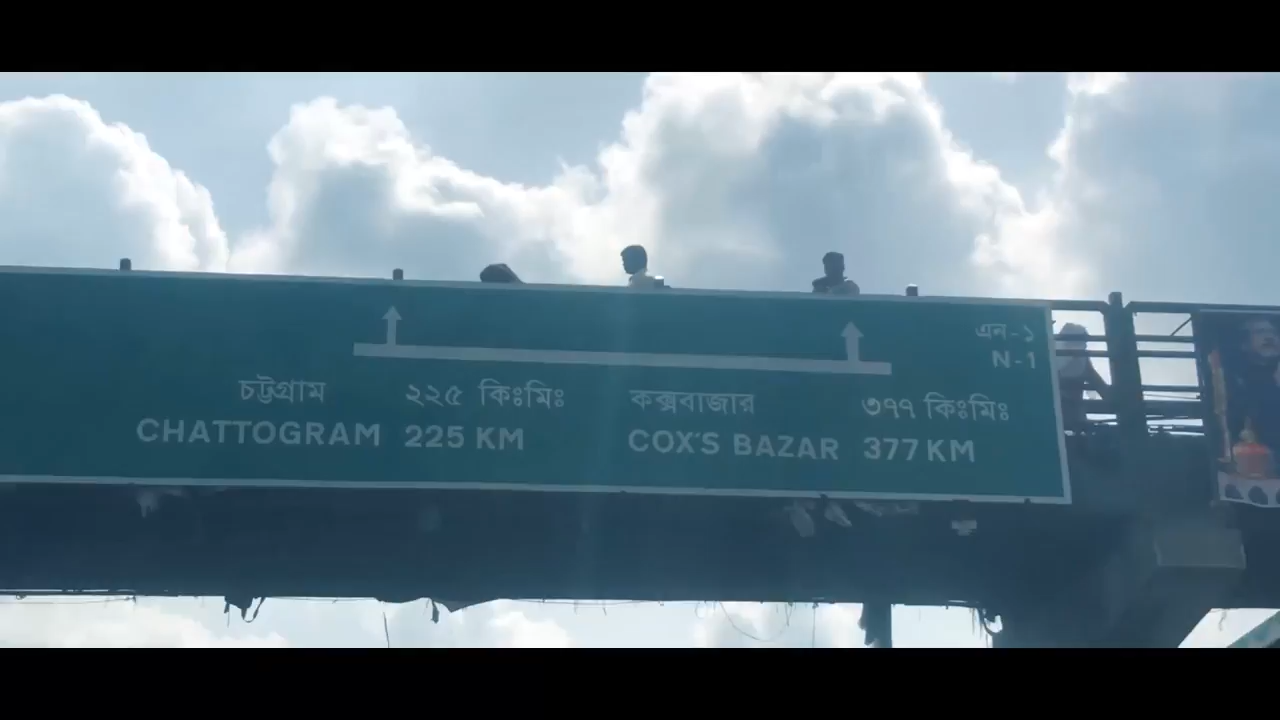 এন-১
N-1
চট্টগ্রাম ২২৫ কিঃমিঃ কক্সবাজার ৩৭৭ কিঃমিঃ
CHATTOGRAM 225 KM COX'S BAZAR 377 KM